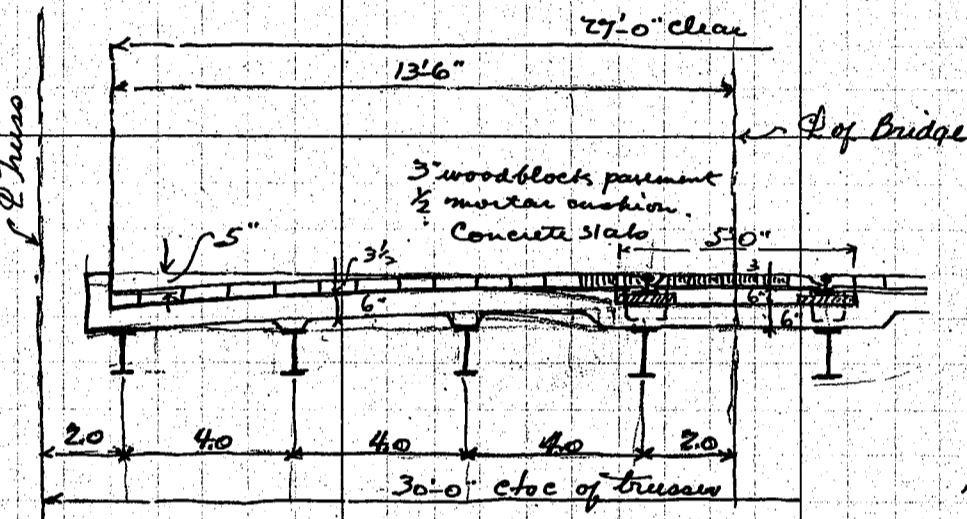 27'-0" clear
13'-6"
℄ Truss
℄ of Bridge
3" woodblocks pavement
½ mortar cushion.
Concrete slab
5'0"
5"
3½
6"
3
6"
6"
2.0 4.0 4.0 4.0 2.0
30'-0" ctoc of trusses